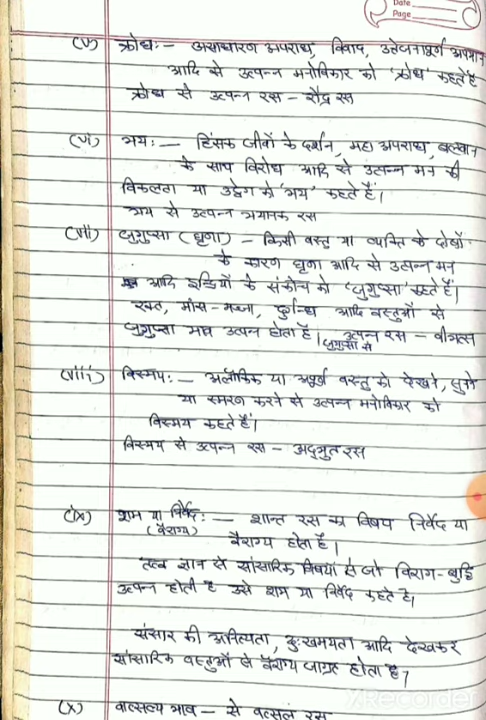 Date
Page
(v) क्रोध :- असाधारण अपराध, विवाद, उत्तेजनापूर्ण अपमान
आदि से उत्पन्न मनोविकार को 'क्रोध' कहते हैं
क्रोध से उत्पन्न रस - रौद्र रस
(vi) भय :- हिंसक जीवों के दर्शन, महा अपराध, बलवान
के साथ विरोध आदि से उत्पन्न मन की
विकलता या उद्वेग को 'भय' कहते हैं।
भय से उत्पन्न भयानक रस
(vii) जुगुप्सा (घृणा) - किसी वस्तु या व्यक्ति के दोषों
के कारण घृणा आदि से उत्पन्न मन
आदि इन्द्रियों के संकोच को 'जुगुप्सा' कहते हैं।
रक्त, माँस-मज्जा, दुर्गन्ध आदि वस्तुओं से
जुगुप्सा भाव उत्पन्न होता है। जुगुप्सा से उत्पन्न रस - वीभत्स
(viii) विस्मय :- अलौकिक या अपूर्व वस्तु को देखने, सुनने
या स्मरण करने से उत्पन्न मनोविकार को
विस्मय कहते हैं।
विस्मय से उत्पन्न रस - अद्भुत रस
(ix) शम या निर्वेद :- शान्त रस का विषय निर्वेद या
(वैराग्य) वैराग्य होता है।
तत्व ज्ञान से सांसारिक विषयों से जो विराग-बुद्धि
उत्पन्न होती है उसे शम या निर्वेद कहते हैं।
संसार की अनित्यता, दुःखमयता आदि देखकर
सांसारिक वस्तुओं से वैराग्य जाग्रत होता है।
(x) वात्सल्य भाव - से वत्सल रस
XRecorder